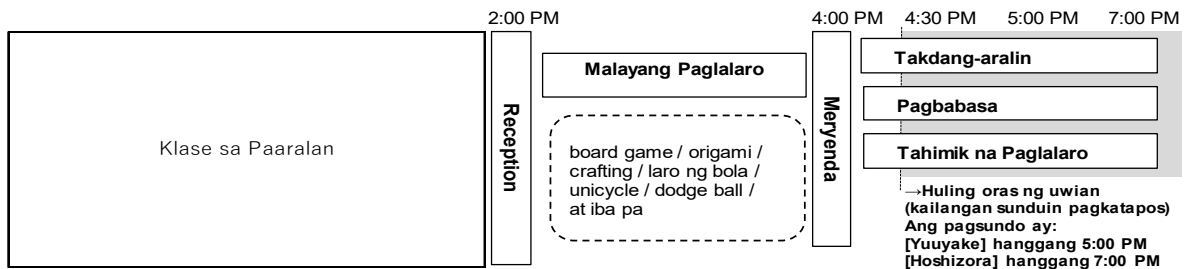 2:00 PM
4:00 PM
4:30 PM
5:00 PM
7:00 PM
Klase sa Paaralan
Reception
Malayang Paglalaro
board game / origami /
crafting / laro ng bola /
unicycle / dodge ball /
at iba pa
Meryenda
Takdang-aralin
Pagbabasa
Tahimik na Paglalaro
→Huling oras ng uwian
(kailangan sunduin pagkatapos)
Ang pagsundo ay:
[Yuuyake] hanggang 5:00 PM
[Hoshizora] hanggang 7:00 PM